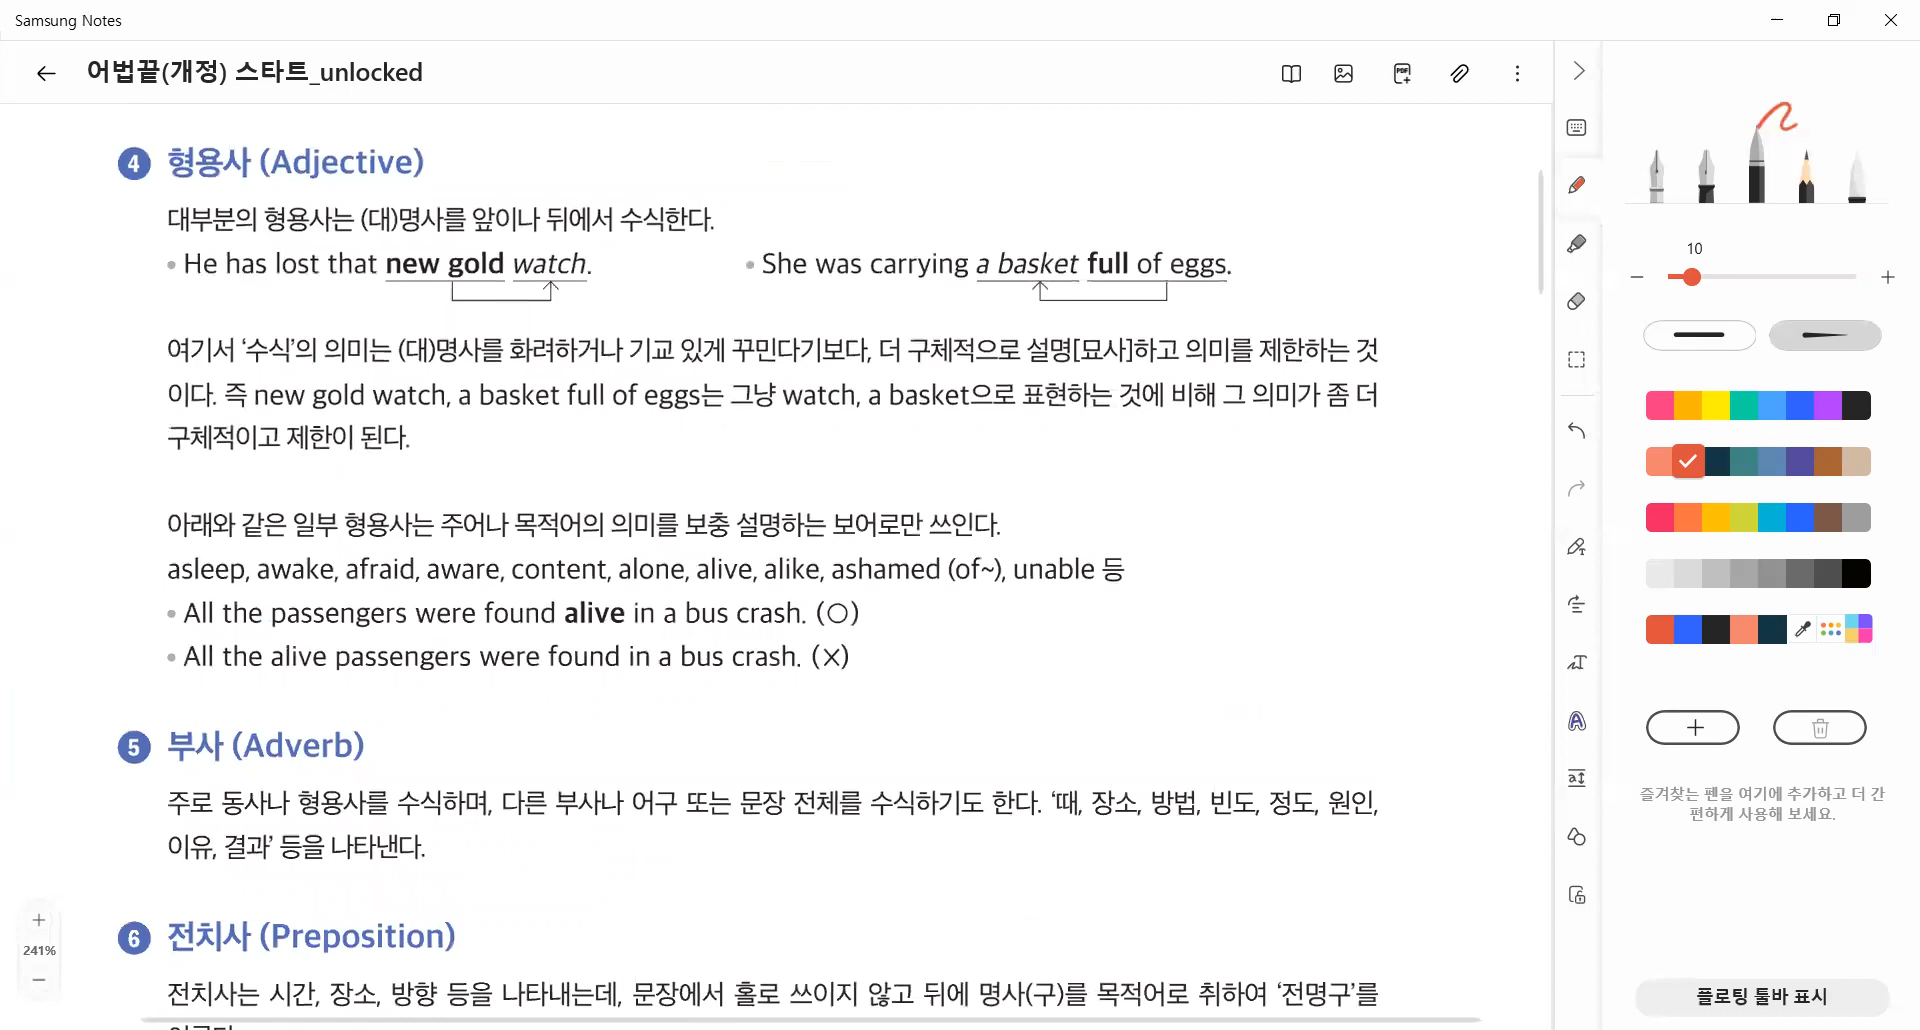 Samsung Notes
어법끝(개정) 스타트_unlocked
4 형용사 (Adjective)
대부분의 형용사는 (대)명사를 앞이나 뒤에서 수식한다.
• He has lost that new gold watch.
• She was carrying a basket full of eggs.
여기서 ‘수식’의 의미는 (대)명사를 화려하거나 기교 있게 꾸민다기보다, 더 구체적으로 설명[묘사]하고 의미를 제한하는 것
이다. 즉 new gold watch, a basket full of eggs는 그냥 watch, a basket으로 표현하는 것에 비해 그 의미가 좀 더
구체적이고 제한이 된다.
아래와 같은 일부 형용사는 주어나 목적어의 의미를 보충 설명하는 보어로만 쓰인다.
asleep, awake, afraid, aware, content, alone, alive, alike, ashamed (of~), unable 등
• All the passengers were found alive in a bus crash. (○)
• All the alive passengers were found in a bus crash. (×)
5 부사 (Adverb)
주로 동사나 형용사를 수식하며, 다른 부사나 어구 또는 문장 전체를 수식하기도 한다. ‘때, 장소, 방법, 빈도, 정도, 원인,
이유, 결과’ 등을 나타낸다.
6 전치사 (Preposition)
전치사는 시간, 장소, 방향 등을 나타내는데, 문장에서 홀로 쓰이지 않고 뒤에 명사(구)를 목적어로 취하여 ‘전명구’를
241%
PDF
10
즐겨찾는 펜을 여기에 추가하고 더 간
편하게 사용해 보세요.
플로팅 툴바 표시